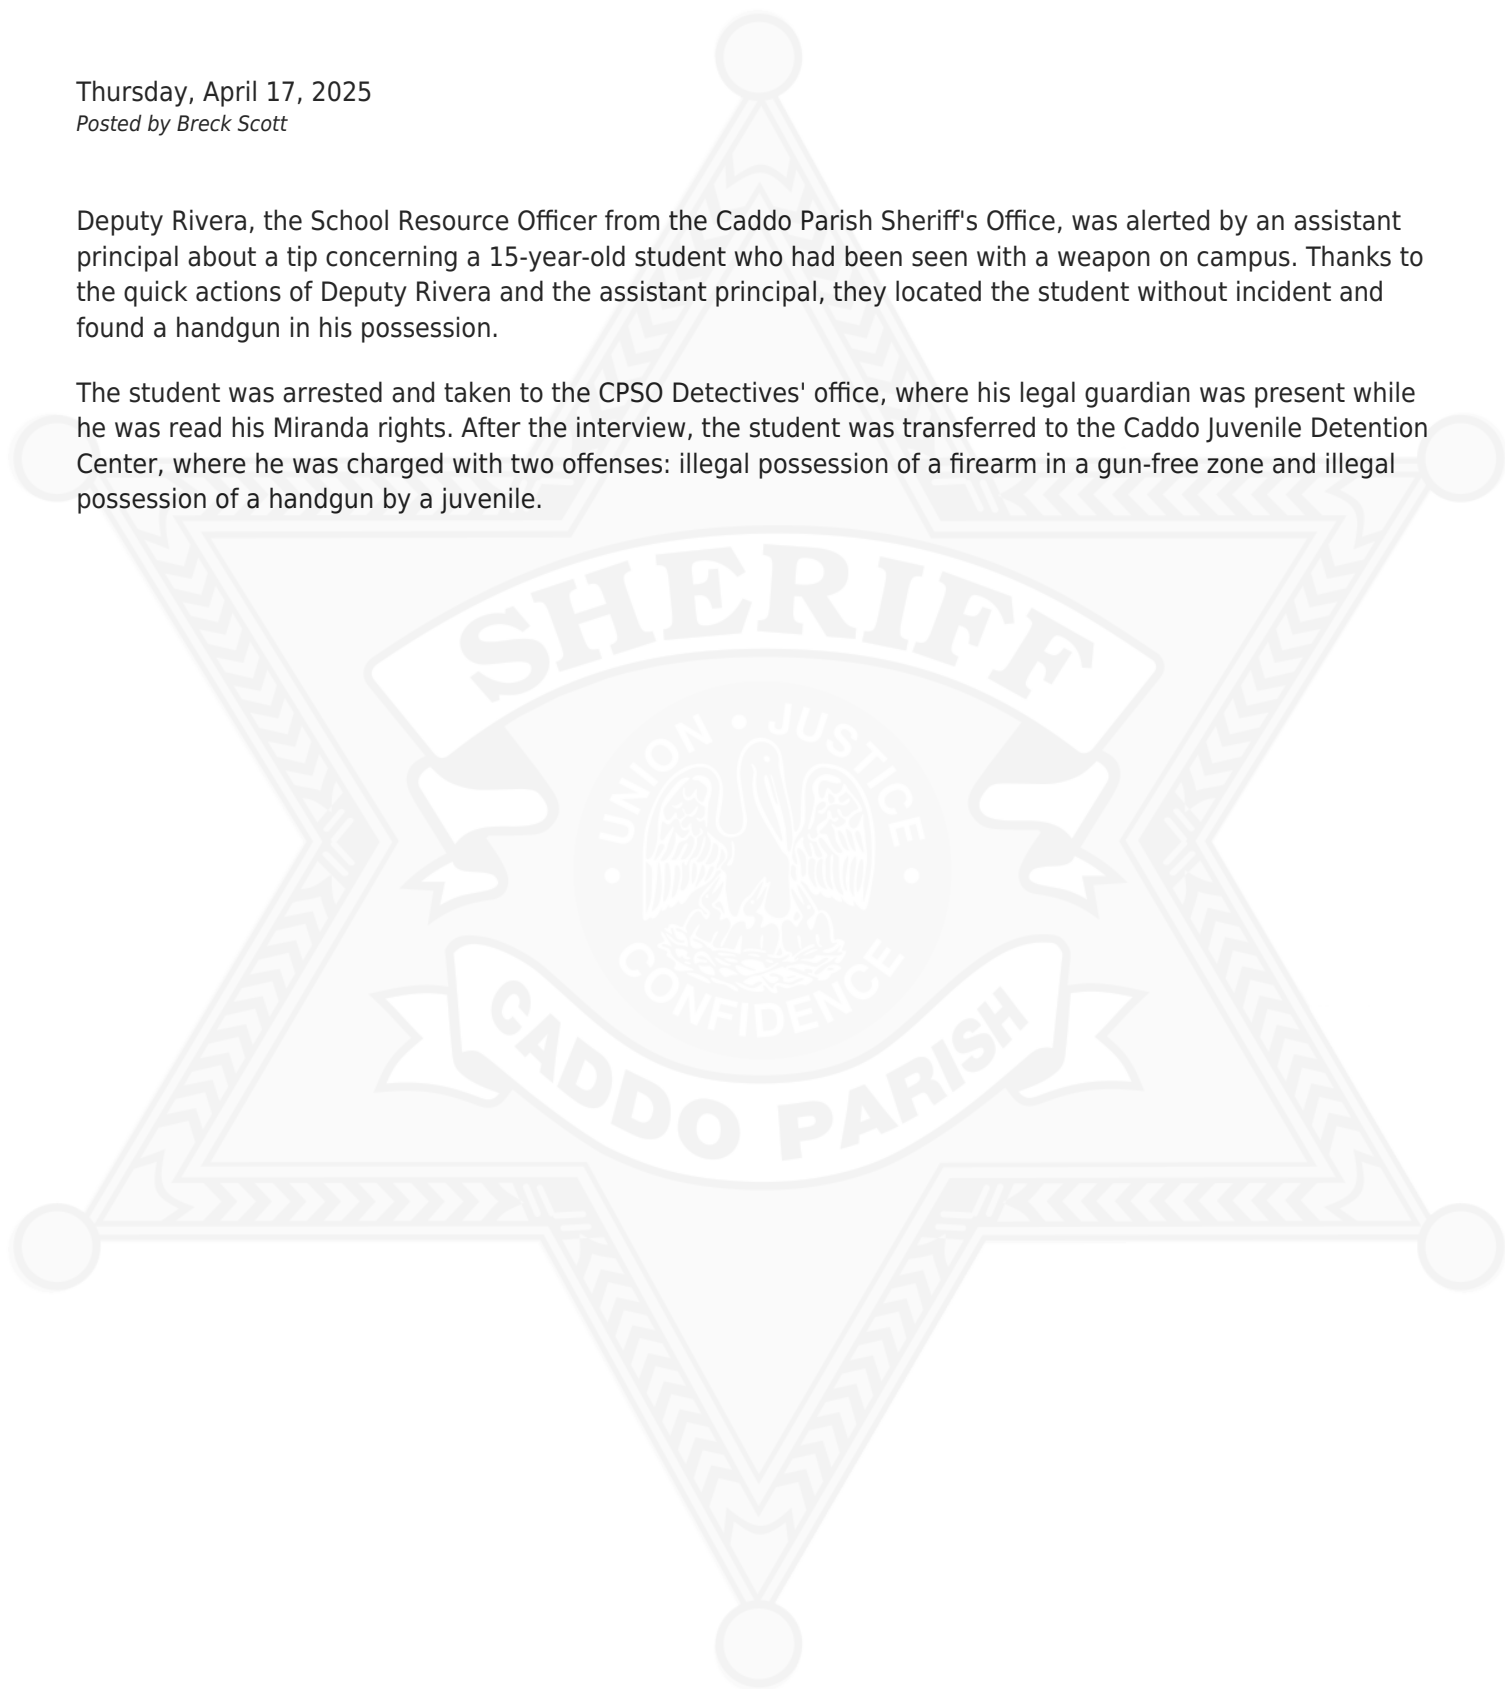 Thursday, April 17, 2025
Posted by Breck Scott
Deputy Rivera, the School Resource Officer from the Caddo Parish Sheriff's Office, was alerted by an assistant
principal about a tip concerning a 15-year-old student who had been seen with a weapon on campus. Thanks to
the quick actions of Deputy Rivera and the assistant principal, they located the student without incident and
found a handgun in his possession.
The student was arrested and taken to the CPSO Detectives' office, where his legal guardian was present while
he was read his Miranda rights. After the interview, the student was transferred to the Caddo Juvenile Detention
Center, where he was charged with two offenses: illegal possession of a firearm in a gun-free zone and illegal
possession of a handgun by a juvenile.
SHERIFF
UNION • JUSTICE
• CONFIDENCE •
CADDO PARISH